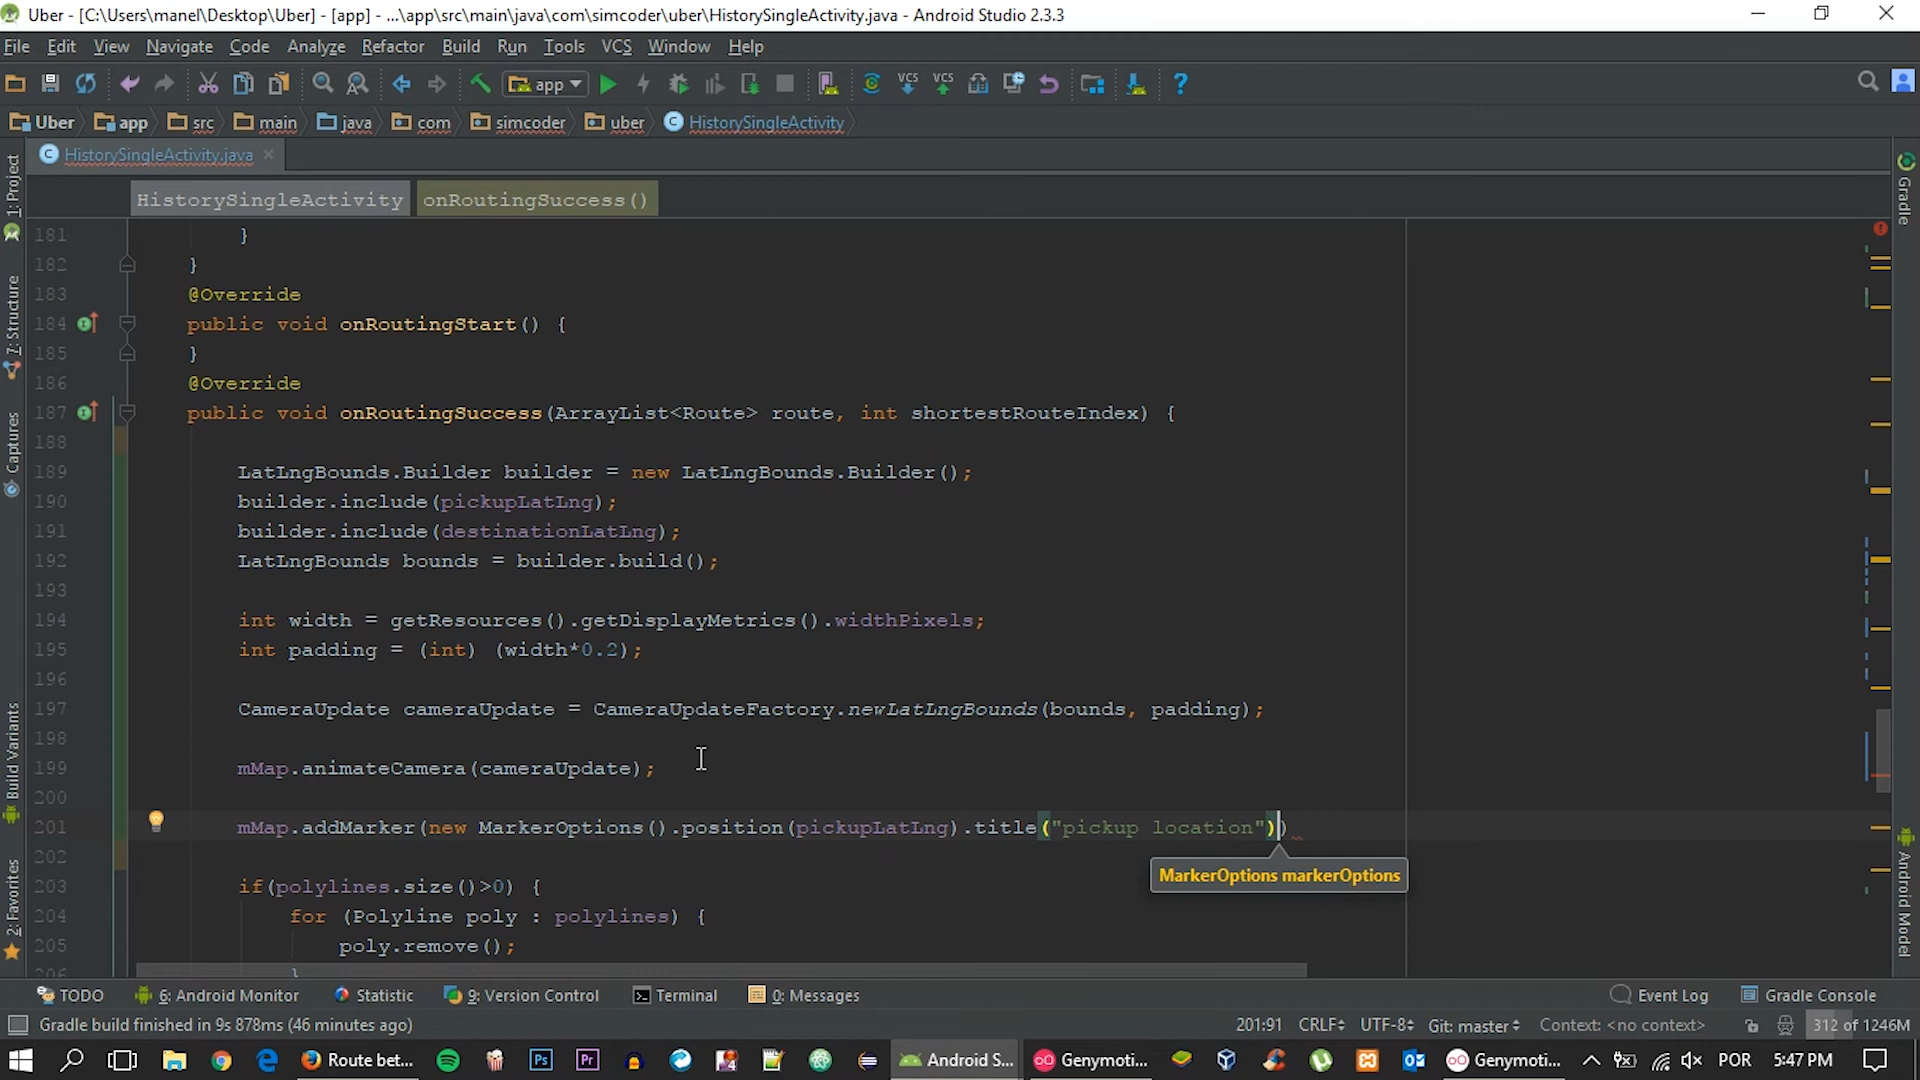 Uber - [C:\Users\manel\Desktop\Uber] - [app] - ...\app\src\main\java\com\simcoder\uber\HistorySingleActivity.java - Android Studio 2.3.3
File Edit View Navigate Code Analyze Refactor Build Run Tools VCS Window Help
app VCS VCS ?
Uber app src main java com simcoder uber HistorySingleActivity
HistorySingleActivity.java
HistorySingleActivity onRoutingSuccess()
1: Project
7: Structure
Captures
Build Variants
2: Favorites
Gradle
Android Model
181 }
182 }
183 @Override
184 public void onRoutingStart() {
185 }
186 @Override
187 public void onRoutingSuccess(ArrayList<Route> route, int shortestRouteIndex) {
188
189 LatLngBounds.Builder builder = new LatLngBounds.Builder();
190 builder.include(pickupLatLng);
191 builder.include(destinationLatLng);
192 LatLngBounds bounds = builder.build();
193
194 int width = getResources().getDisplayMetrics().widthPixels;
195 int padding = (int) (width*0.2);
196
197 CameraUpdate cameraUpdate = CameraUpdateFactory.newLatLngBounds(bounds, padding);
198
199 mMap.animateCamera(cameraUpdate);
200
201 mMap.addMarker(new MarkerOptions().position(pickupLatLng).title("pickup location"))
202
MarkerOptions markerOptions
203 if(polylines.size()>0) {
204 for (Polyline poly : polylines) {
205 poly.remove();
206 }
TODO 6: Android Monitor Statistic 9: Version Control Terminal 0: Messages Event Log Gradle Console
Gradle build finished in 9s 878ms (46 minutes ago) 201:91 CRLF UTF-8 Git: master Context: <no context> 312 of 1246M
Route bet... Android S... Genymoti... Genymoti... POR 5:47 PM